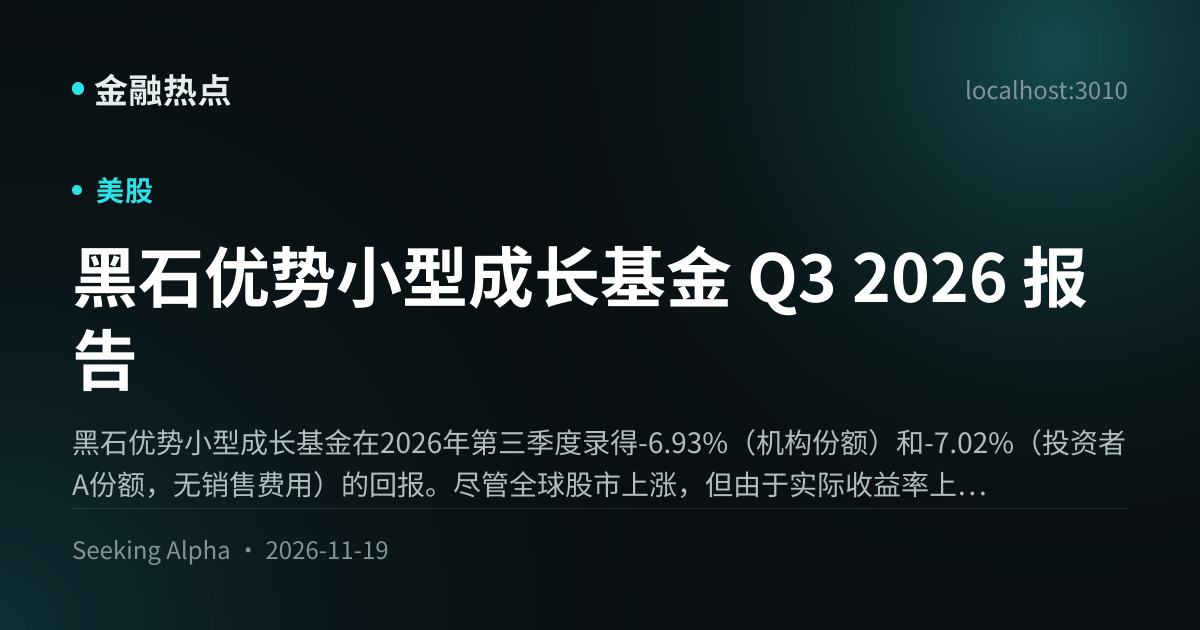 金融热点
localhost:3010
美股
黑石优势小型成长基金 Q3 2026 报
告
黑石优势小型成长基金在2026年第三季度录得-6.93%（机构份额）和-7.02%（投资者
A份额，无销售费用）的回报。尽管全球股市上涨，但由于实际收益率上…
Seeking Alpha • 2026-11-19